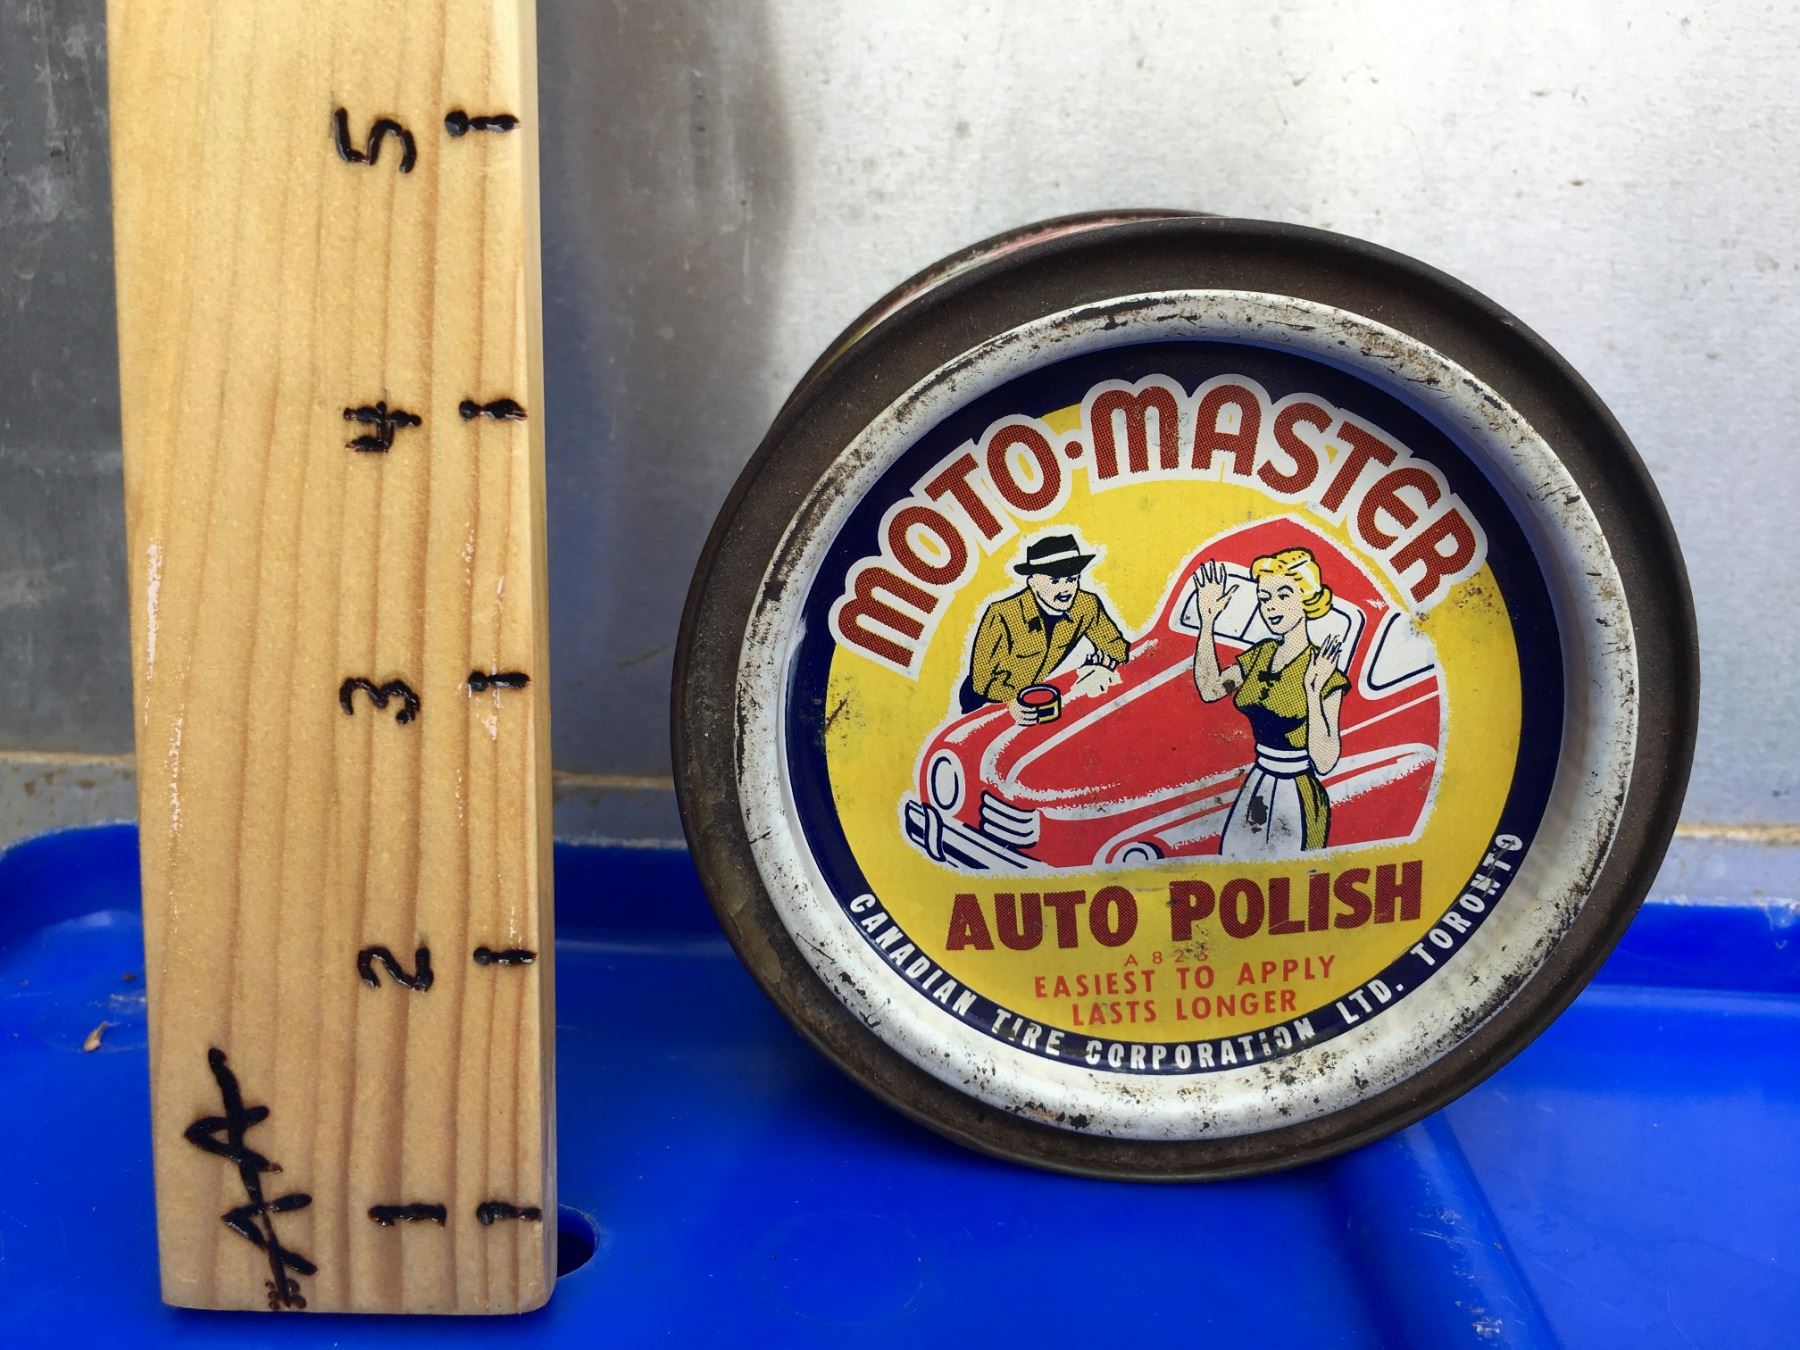 5
4
3
2
1
AA
MOTO·MASTER
AUTO POLISH
EASIEST TO APPLY
LASTS LONGER
CANADIAN TIRE CORPORATION LTD. TORONTO